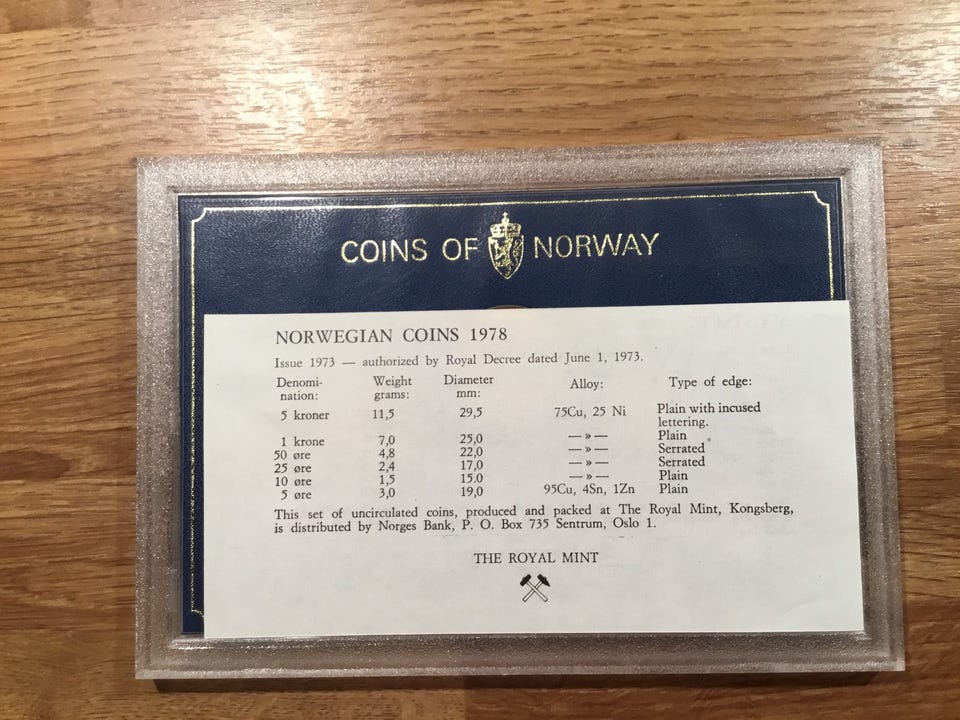 COINS OF NORWAY
NORWEGIAN COINS 1978
Issue 1973 — authorized by Royal Decree dated June 1, 1973.
Denomi- Weight Diameter Alloy: Type of edge:
nation: grams: mm:
5 kroner 11,5 29,5 75Cu, 25 Ni Plain with incused
lettering.
1 krone 7,0 25,0 — » — Plain
50 øre 4,8 22,0 — » — Serrated
25 øre 2,4 17,0 — » — Serrated
10 øre 1,5 15.0 — » — Plain
5 øre 3,0 19,0 95Cu, 4Sn, 1Zn Plain
This set of uncirculated coins, produced and packed at The Royal Mint, Kongsberg,
is distributed by Norges Bank, P. O. Box 735 Sentrum, Oslo 1.
THE ROYAL MINT